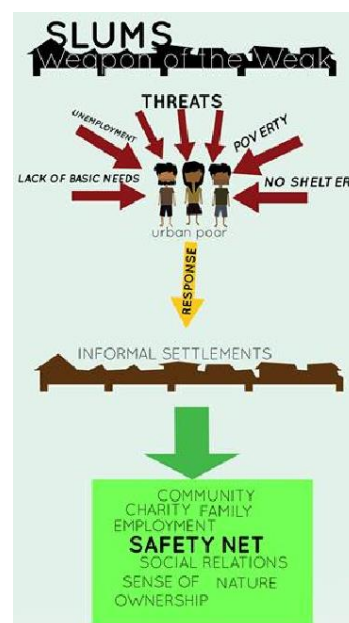 SLUMS
Weapon of the Weak
THREATS
UNEMPLOYMENT
POVERTY
LACK OF BASIC NEEDS
NO SHELTER
urban poor
RESPONSE
INFORMAL SETTLEMENTS
COMMUNITY
CHARITY FAMILY
EMPLOYMENT
SAFETY NET
SOCIAL RELATIONS
SENSE OF NATURE
OWNERSHIP